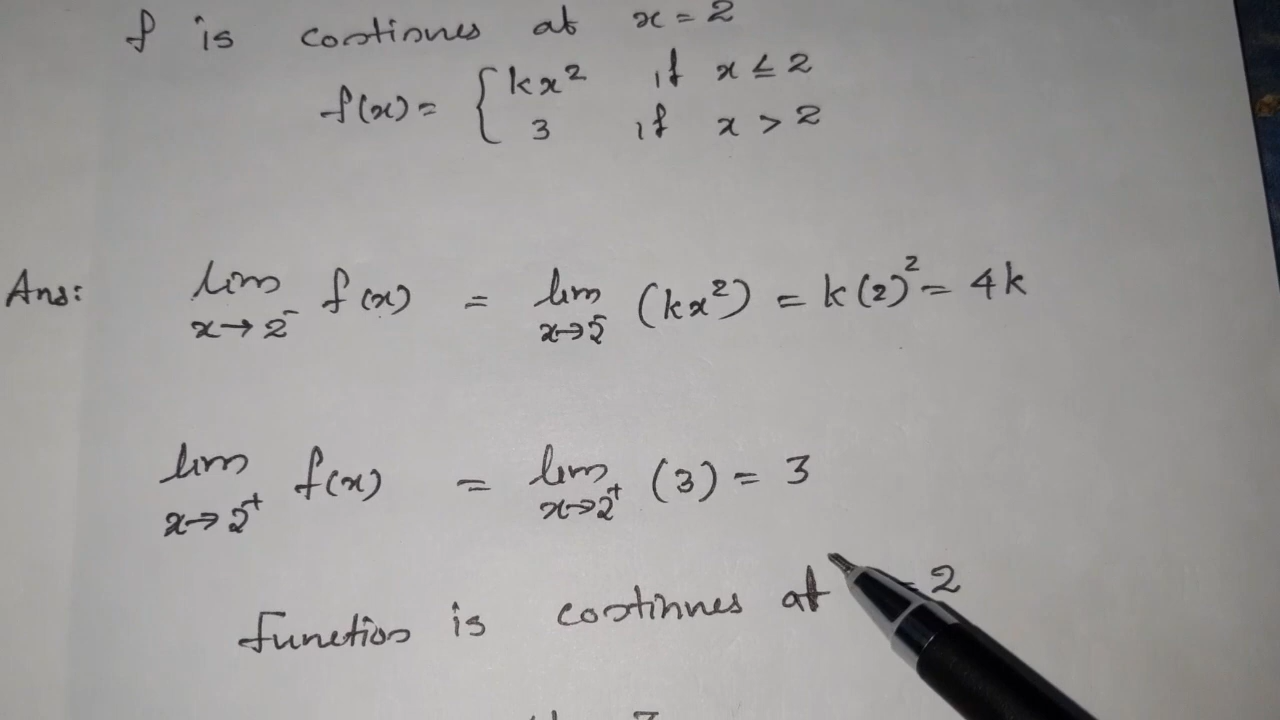 f is continues at x = 2
f(x) = { kx² if x ≤ 2
3 if x > 2
Ans: lim x→2⁻ f(x) = lim x→2⁻ (kx²) = k(2)² = 4k
lim x→2⁺ f(x) = lim x→2⁺ (3) = 3
Function is continues at = 2